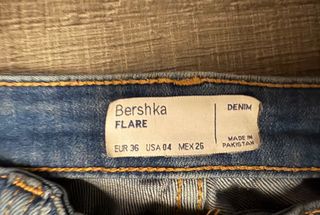 Bershka
FLARE
DENIM
EUR 36 USA 04 MEX 26
MADE IN
PAKISTAN